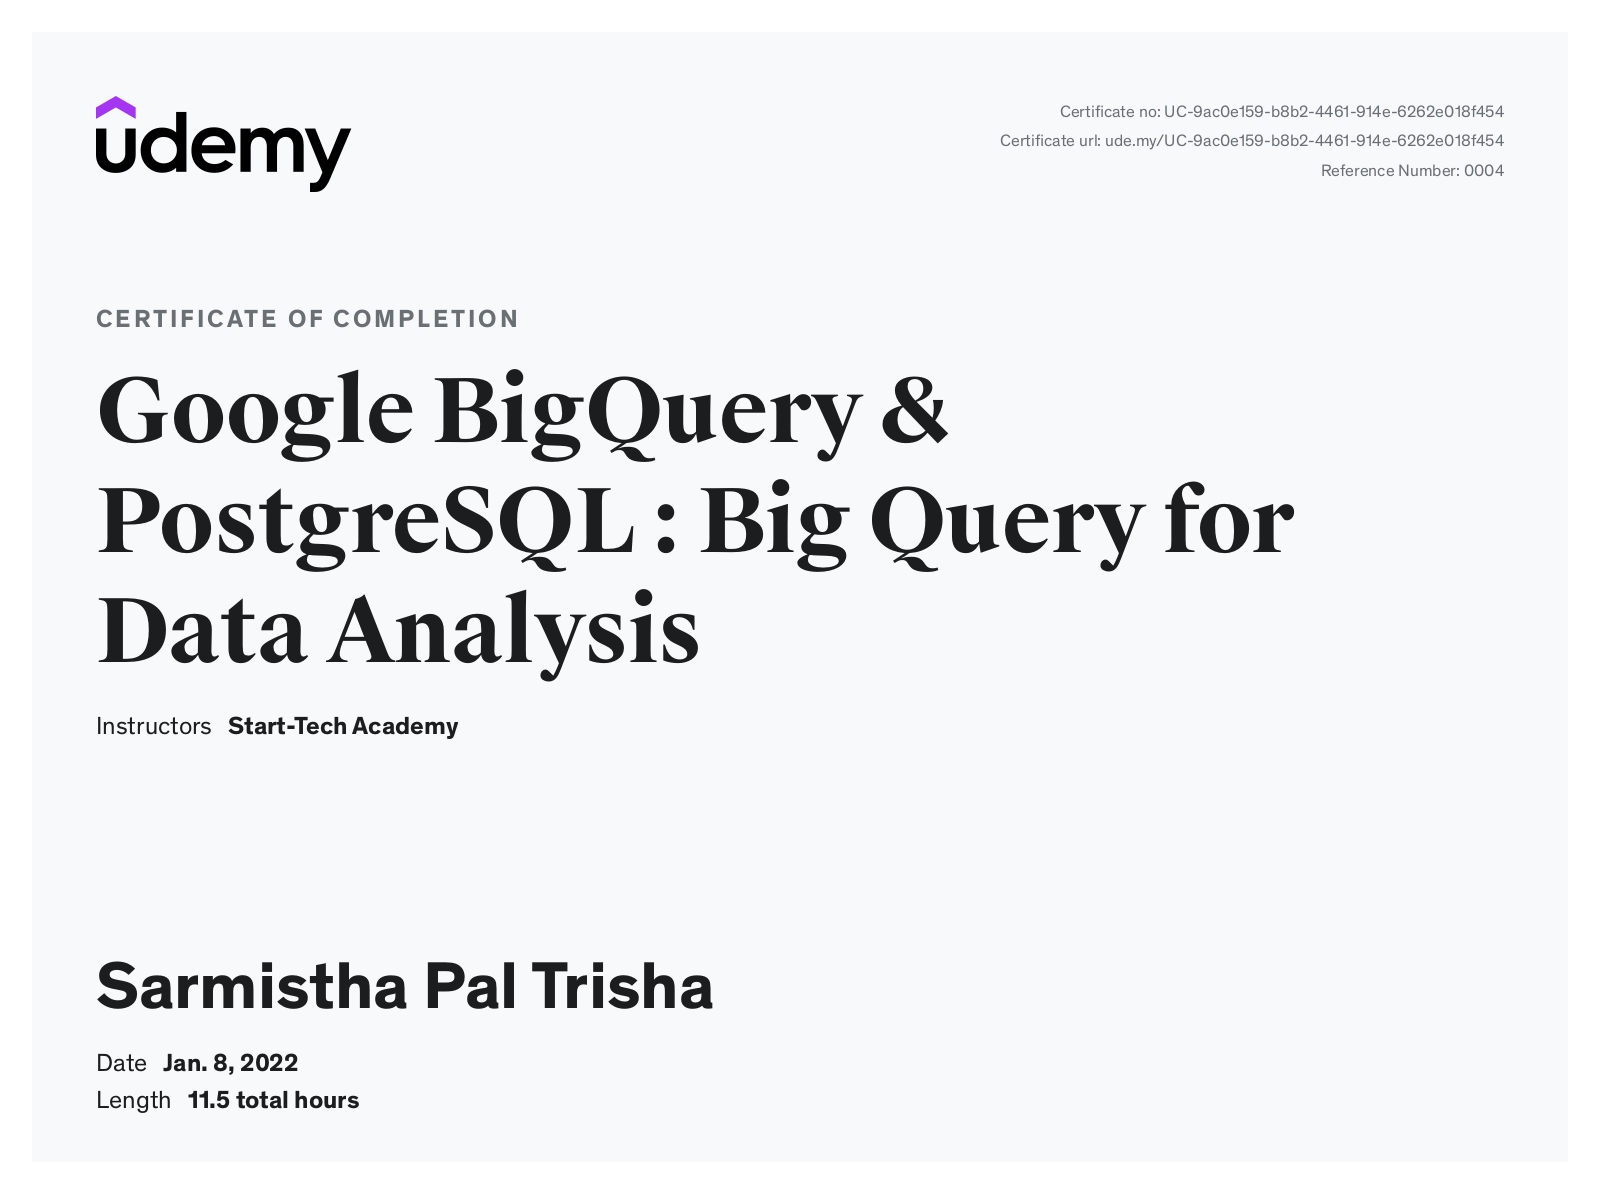 udemy
Certificate no: UC-9ac0e159-b8b2-4461-914e-6262e018f454
Certificate url: ude.my/UC-9ac0e159-b8b2-4461-914e-6262e018f454
Reference Number: 0004
CERTIFICATE OF COMPLETION
Google BigQuery &
PostgreSQL : Big Query for
Data Analysis
Instructors Start-Tech Academy
Sarmistha Pal Trisha
Date Jan. 8, 2022
Length 11.5 total hours